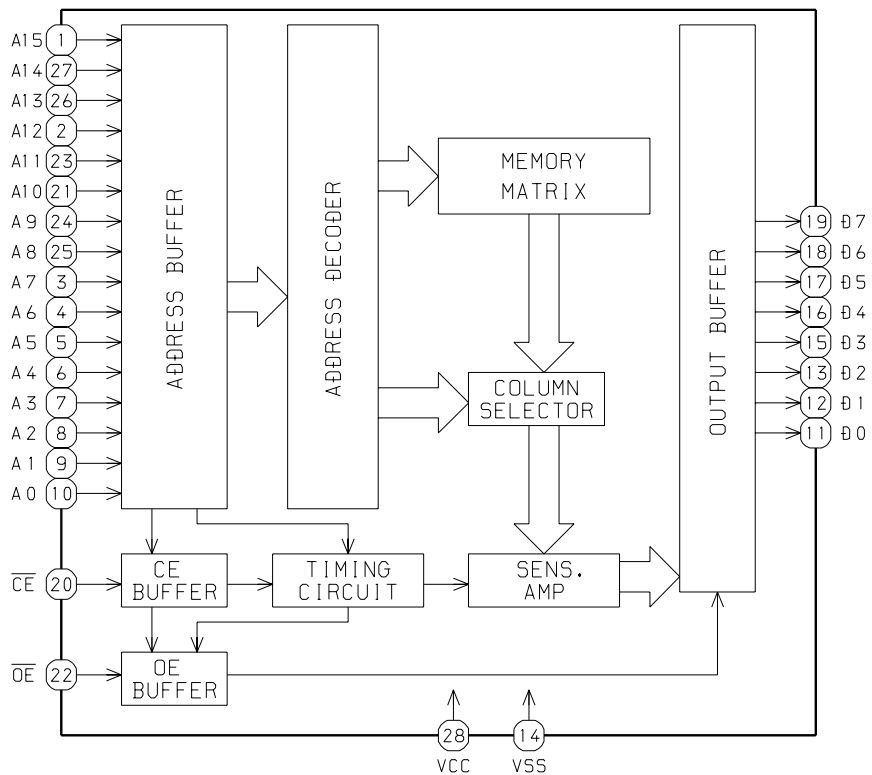 A15 1
A14 27
A13 26
A12 2
A11 23
A10 21
A9 24
A8 25
A7 3
A6 4
A5 5
A4 6
A3 7
A2 8
A1 9
A0 10
CE 20
OE 22
ADDRESS BUFFER
ADDRESS DECODER
MEMORY
MATRIX
COLUMN
SELECTOR
CE
BUFFER
TIMING
CIRCUIT
SENS.
AMP
OE
BUFFER
OUTPUT BUFFER
19 D7
18 D6
17 D5
16 D4
15 D3
13 D2
12 D1
11 D0
28
VCC
14
VSS